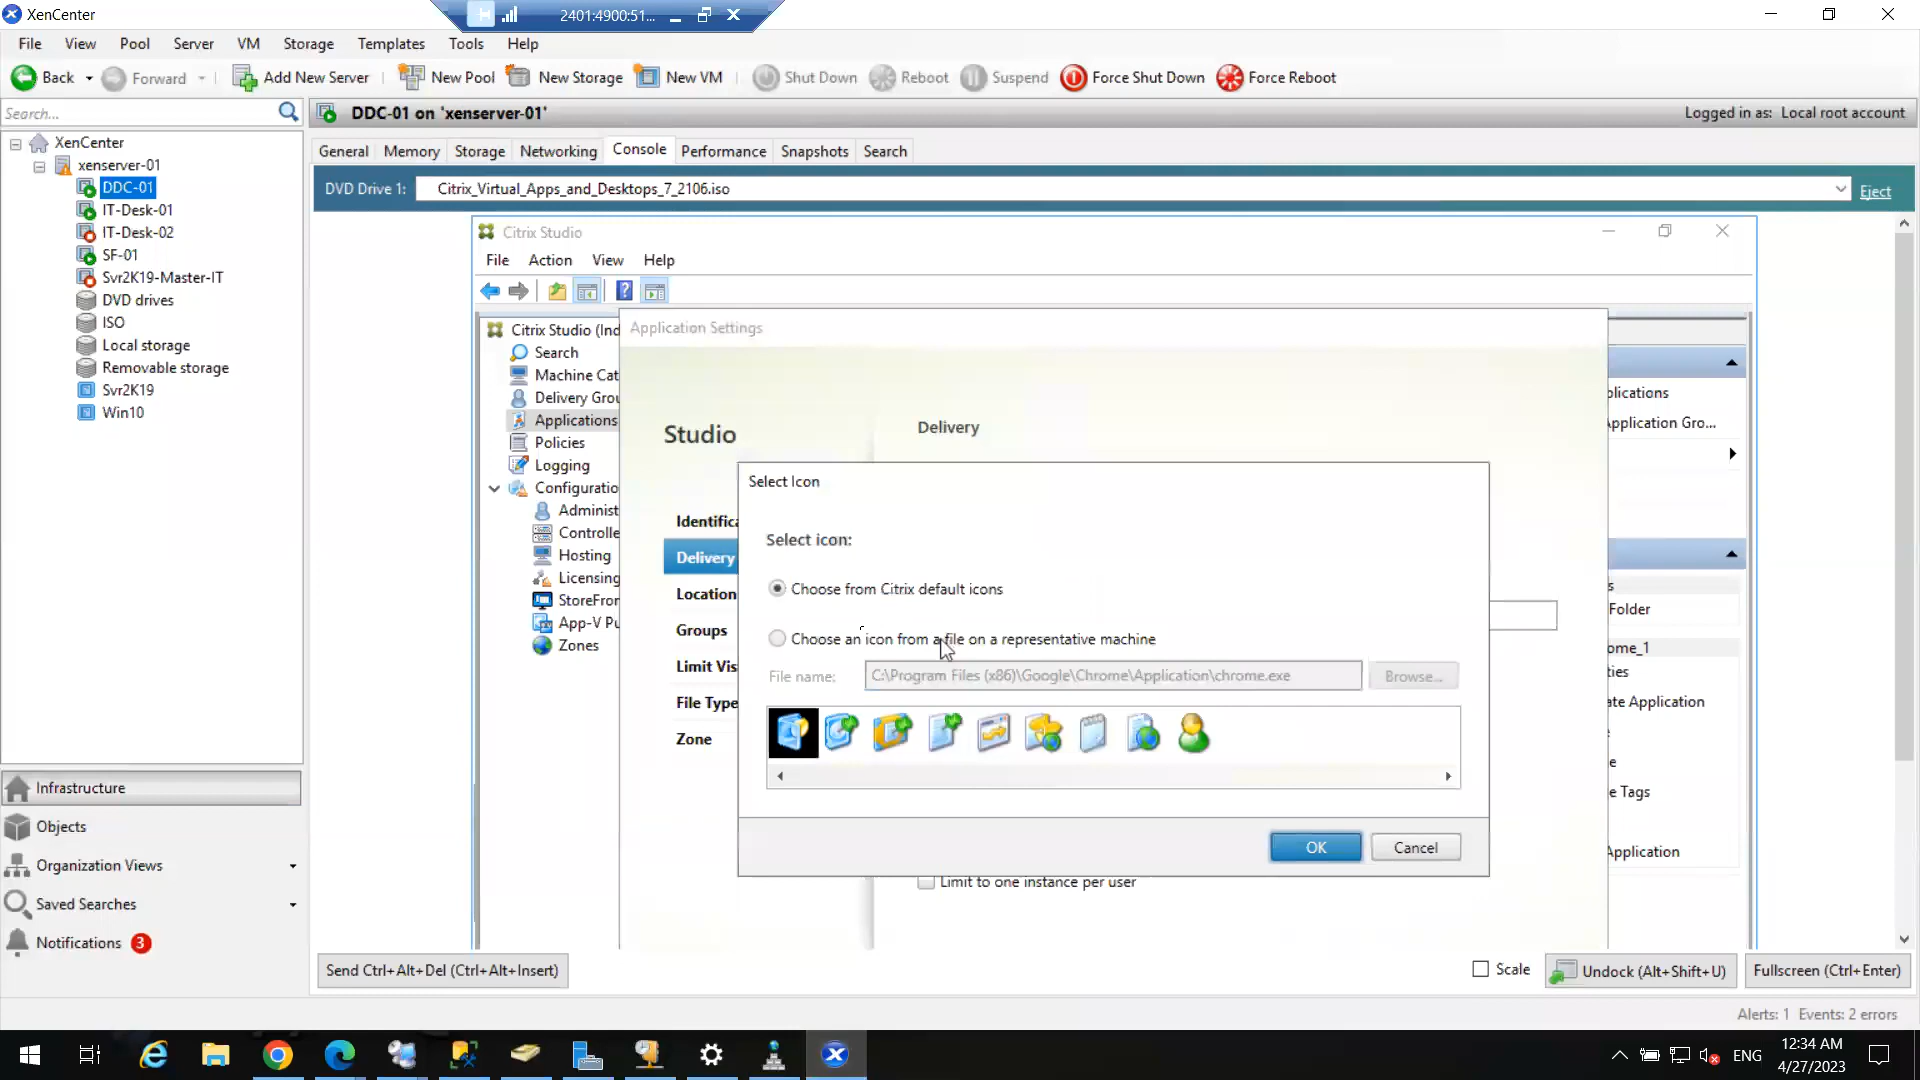 XenCenter
2401:4900:51...
File View Pool Server VM Storage Templates Tools Help
Back Forward Add New Server New Pool New Storage New VM Shut Down Reboot Suspend Force Shut Down Force Reboot
Search...
DDC-01 on 'xenserver-01'
Logged in as: Local root account
XenCenter
xenserver-01
DDC-01
IT-Desk-01
IT-Desk-02
SF-01
Svr2K19-Master-IT
DVD drives
ISO
Local storage
Removable storage
Svr2K19
Win10
General Memory Storage Networking Console Performance Snapshots Search
DVD Drive 1: Citrix_Virtual_Apps_and_Desktops_7_2106.iso Eject
Citrix Studio
File Action View Help
Citrix Studio (Ind
Search
Machine Cat
Delivery Grou
Applications
Policies
Logging
Configuratio
Administ
Controlle
Hosting
Licensing
StoreFror
App-V Pu
Zones
Application Settings
Studio
Delivery
Identifica
Delivery
Location
Groups
Limit Vis
File Type
Zone
Select Icon
Select icon:
Choose from Citrix default icons
Choose an icon from a file on a representative machine
File name: C:\Program Files (x86)\Google\Chrome\Application\chrome.exe Browse...
OK Cancel
Limit to one instance per user
plications
pplication Gro...
s
Folder
ome_1
ties
ate Application
e
e Tags
Application
Infrastructure
Objects
Organization Views
Saved Searches
Notifications 3
Send Ctrl+Alt+Del (Ctrl+Alt+Insert)
Scale Undock (Alt+Shift+U) Fullscreen (Ctrl+Enter)
Alerts: 1 Events: 2 errors
ENG 12:34 AM
4/27/2023